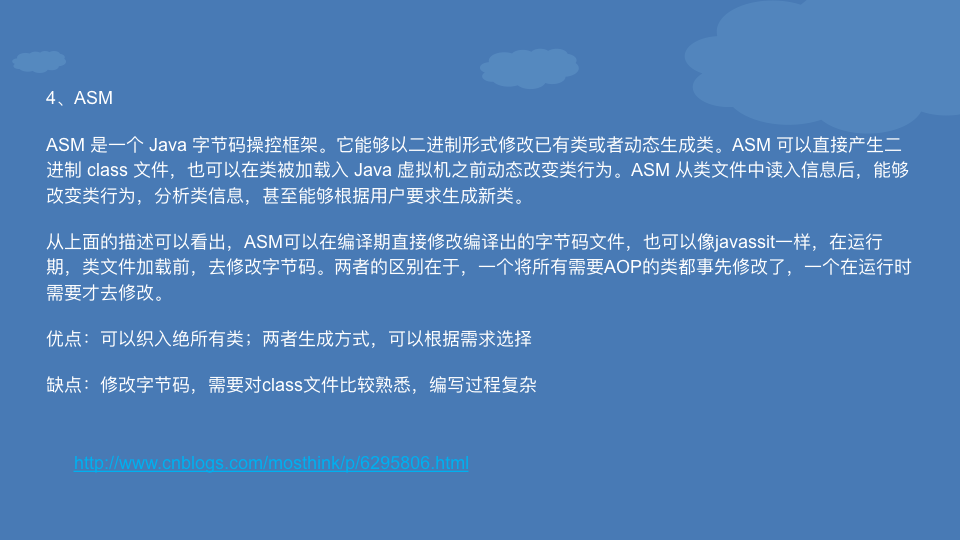 4、ASM
ASM 是一个 Java 字节码操控框架。它能够以二进制形式修改已有类或者动态生成类。ASM 可以直接产生二
进制 class 文件，也可以在类被加载入 Java 虚拟机之前动态改变类行为。ASM 从类文件中读入信息后，能够
改变类行为，分析类信息，甚至能够根据用户要求生成新类。
从上面的描述可以看出，ASM可以在编译期直接修改编译出的字节码文件，也可以像javassit一样，在运行
期，类文件加载前，去修改字节码。两者的区别在于，一个将所有需要AOP的类都事先修改了，一个在运行时
需要才去修改。
优点：可以织入绝所有类；两者生成方式，可以根据需求选择
缺点：修改字节码，需要对class文件比较熟悉，编写过程复杂
http://www.cnblogs.com/mosthink/p/6295806.html